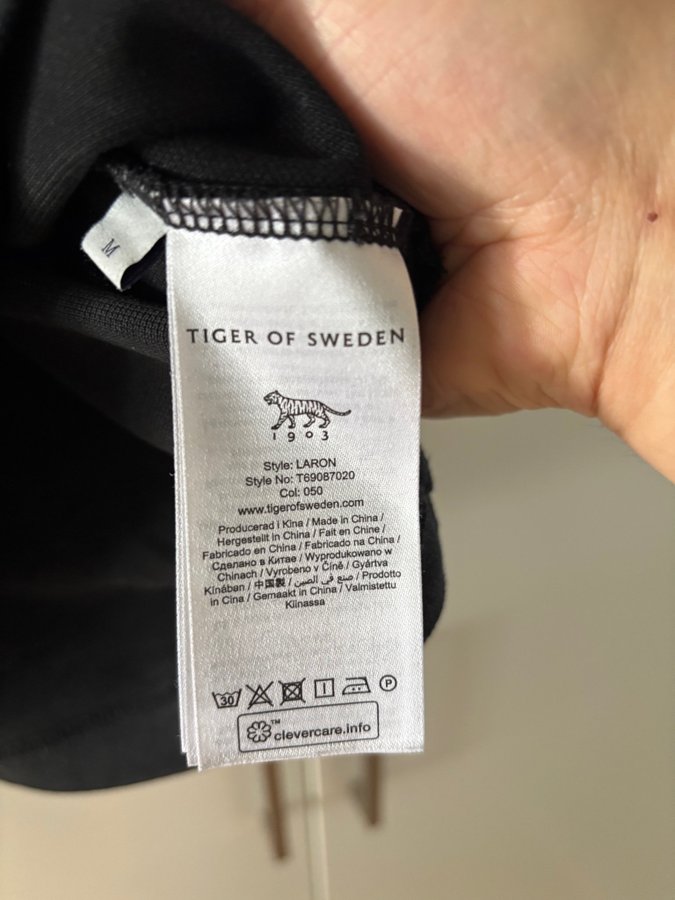 M
TIGER OF SWEDEN
1903
Style: LARON
Style No: T69087020
Col: 050
www.tigerofsweden.com
Producerad i Kina / Made in China /
Hergestellt in China / Fait en Chine /
Fabricado en China / Fabricado na China /
Сделано в Китае / Wyprodukowano w
Chinach / Vyrobeno v Číně / Gyártva
Kínában / 中国製 / صنع في الصين / Prodotto
in Cina / Gemaakt in China / Valmistettu
Kiinassa
30 P
™ clevercare.info